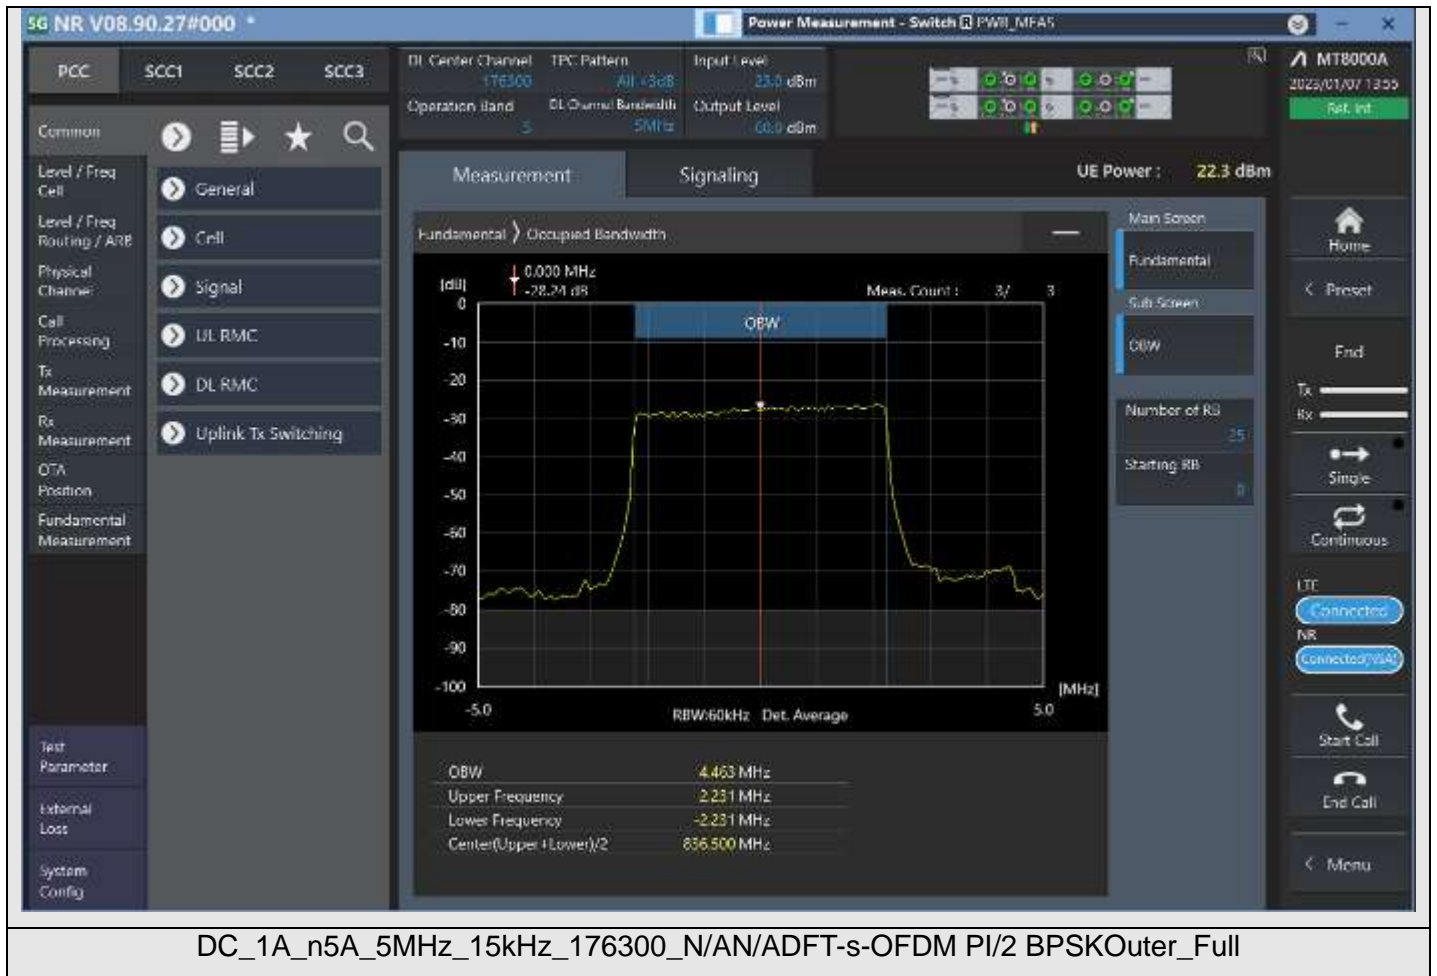 5G NR V08.90.27#000 *
Power Measurement - Switch PWR_MEAS
PCC SCC1 SCC2 SCC3
DL Center Channel 176300
TPC Pattern All +3dB
Input Level 23.0 dBm
Operation Band 5
DL Channel Bandwidth 5MHz
Output Level dBm
MT8000A
2023/01/07 13:55
Ref. Int
Common
Level / Freq
Cell
Level / Freq
Routing / ARB
Physical
Channel
Call
Processing
Tx
Measurement
Rx
Measurement
OTA
Position
Fundamental
Measurement
Test
Parameter
External
Loss
System
Config
General
Cell
Signal
UL RMC
DL RMC
Uplink Tx Switching
Measurement
Signaling
UE Power : 22.3 dBm
Fundamental Occupied Bandwidth
[dB]
0.000 MHz
-28.24 dB
Meas. Count : 3/ 3
OBW
0
-10
-20
-30
-40
-50
-60
-70
-80
-90
-100
-5.0
RBW:60kHz Det. Average
5.0
[MHz]
OBW 4.463 MHz
Upper Frequency 2.231 MHz
Lower Frequency -2.231 MHz
Center(Upper+Lower)/2 836.500 MHz
Main Screen
Fundamental
Sub Screen
OBW
Number of RB
25
Starting RB
0
Home
< Preset
End
Tx
Rx
Single
Continuous
LTE
Connected
NR
Connected(NSA)
Start Call
End Call
< Menu
DC_1A_n5A_5MHz_15kHz_176300_N/AN/ADFT-s-OFDM PI/2 BPSKOuter_Full